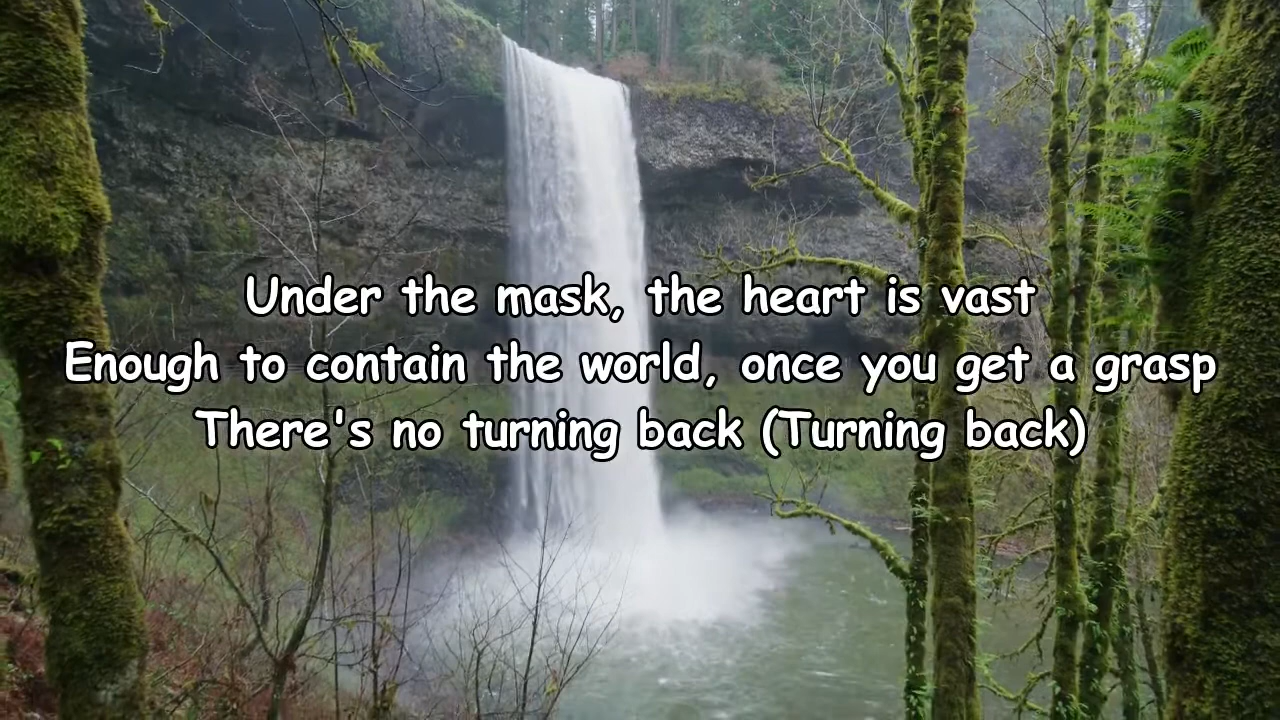 Under the mask, the heart is vast
Enough to contain the world, once you get a grasp
There's no turning back (Turning back)